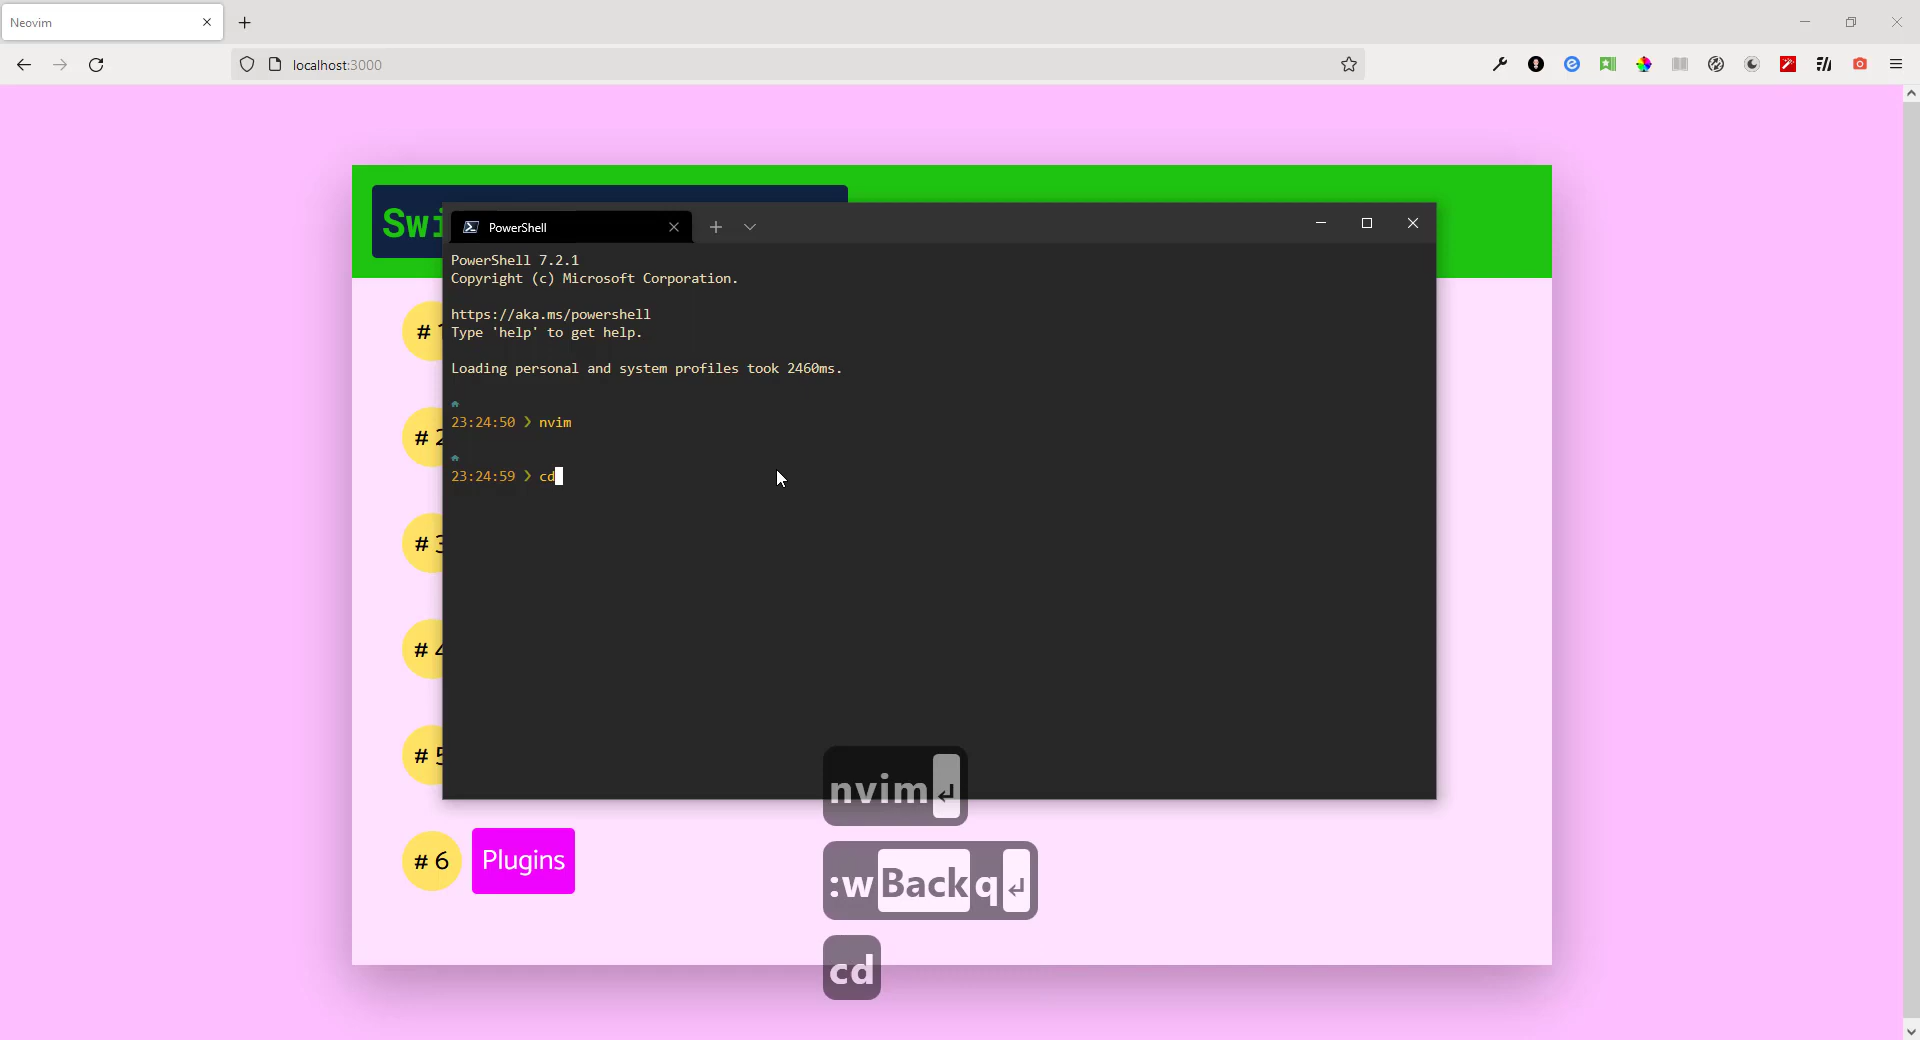 Neovim
localhost:3000
Swi
PowerShell
PowerShell 7.2.1
Copyright (c) Microsoft Corporation.
https://aka.ms/powershell
Type 'help' to get help.
Loading personal and system profiles took 2460ms.
23:24:50 ❯ nvim
23:24:59 ❯ cd
# 1
# 2
# 3
# 4
# 5
# 6 Plugins
nvim↵
:wBackq↵
cd